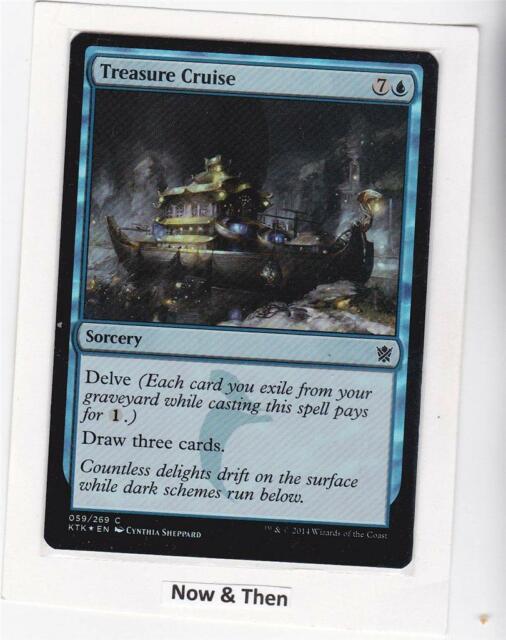 Treasure Cruise 7
Sorcery
Delve (Each card you exile from your
graveyard while casting this spell pays
for 1.)
Draw three cards.
Countless delights drift on the surface
while dark schemes run below.
059/269 C
KTK★EN Cynthia Sheppard
™ & © 2014 Wizards of the Coast
Now & Then